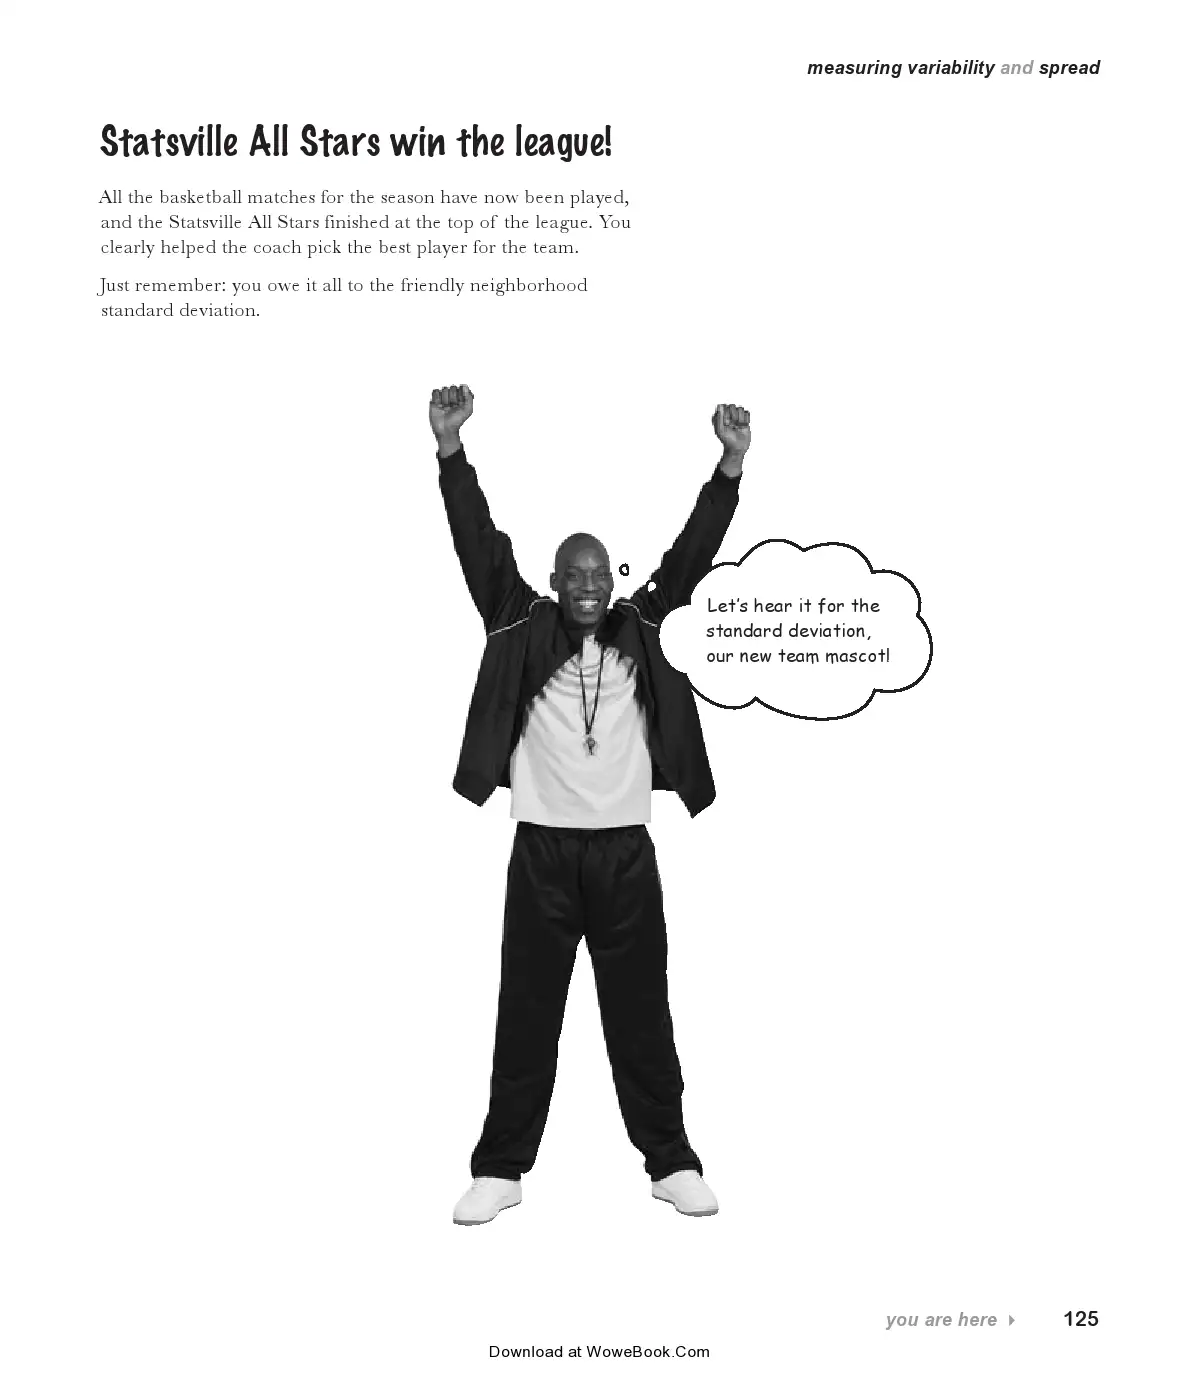 measuring variability and spread
Statsville All Stars win the league!
All the basketball matches for the season have now been played,
and the Statsville All Stars finished at the top of the league. You
clearly helped the coach pick the best player for the team.
Just remember: you owe it all to the friendly neighborhood
standard deviation.
Let's hear it for the
standard deviation,
our new team mascot!
you are here 125
Download at WoweBook.Com